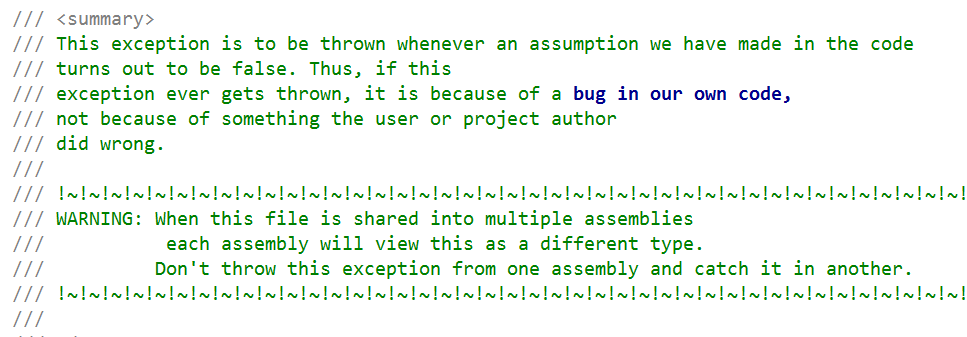 /// <summary>
/// This exception is to be thrown whenever an assumption we have made in the code
/// turns out to be false. Thus, if this
/// exception ever gets thrown, it is because of a bug in our own code,
/// not because of something the user or project author
/// did wrong.
///
/// !~!~!~!~!~!~!~!~!~!~!~!~!~!~!~!~!~!~!~!~!~!~!~!~!~!~!~!~!~!~!~!~!~!~!~!~!~!~!~!~!~!
/// WARNING: When this file is shared into multiple assemblies
///           each assembly will view this as a different type.
///          Don't throw this exception from one assembly and catch it in another.
/// !~!~!~!~!~!~!~!~!~!~!~!~!~!~!~!~!~!~!~!~!~!~!~!~!~!~!~!~!~!~!~!~!~!~!~!~!~!~!~!~!~!
///